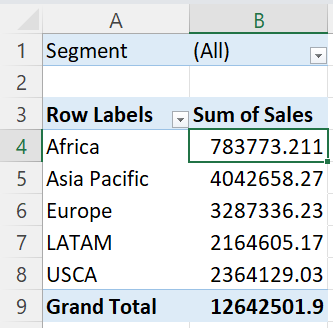 A B
1 Segment (All)
2
3 Row Labels Sum of Sales
4 Africa 783773.211
5 Asia Pacific 4042658.27
6 Europe 3287336.23
7 LATAM 2164605.17
8 USCA 2364129.03
9 Grand Total 12642501.9